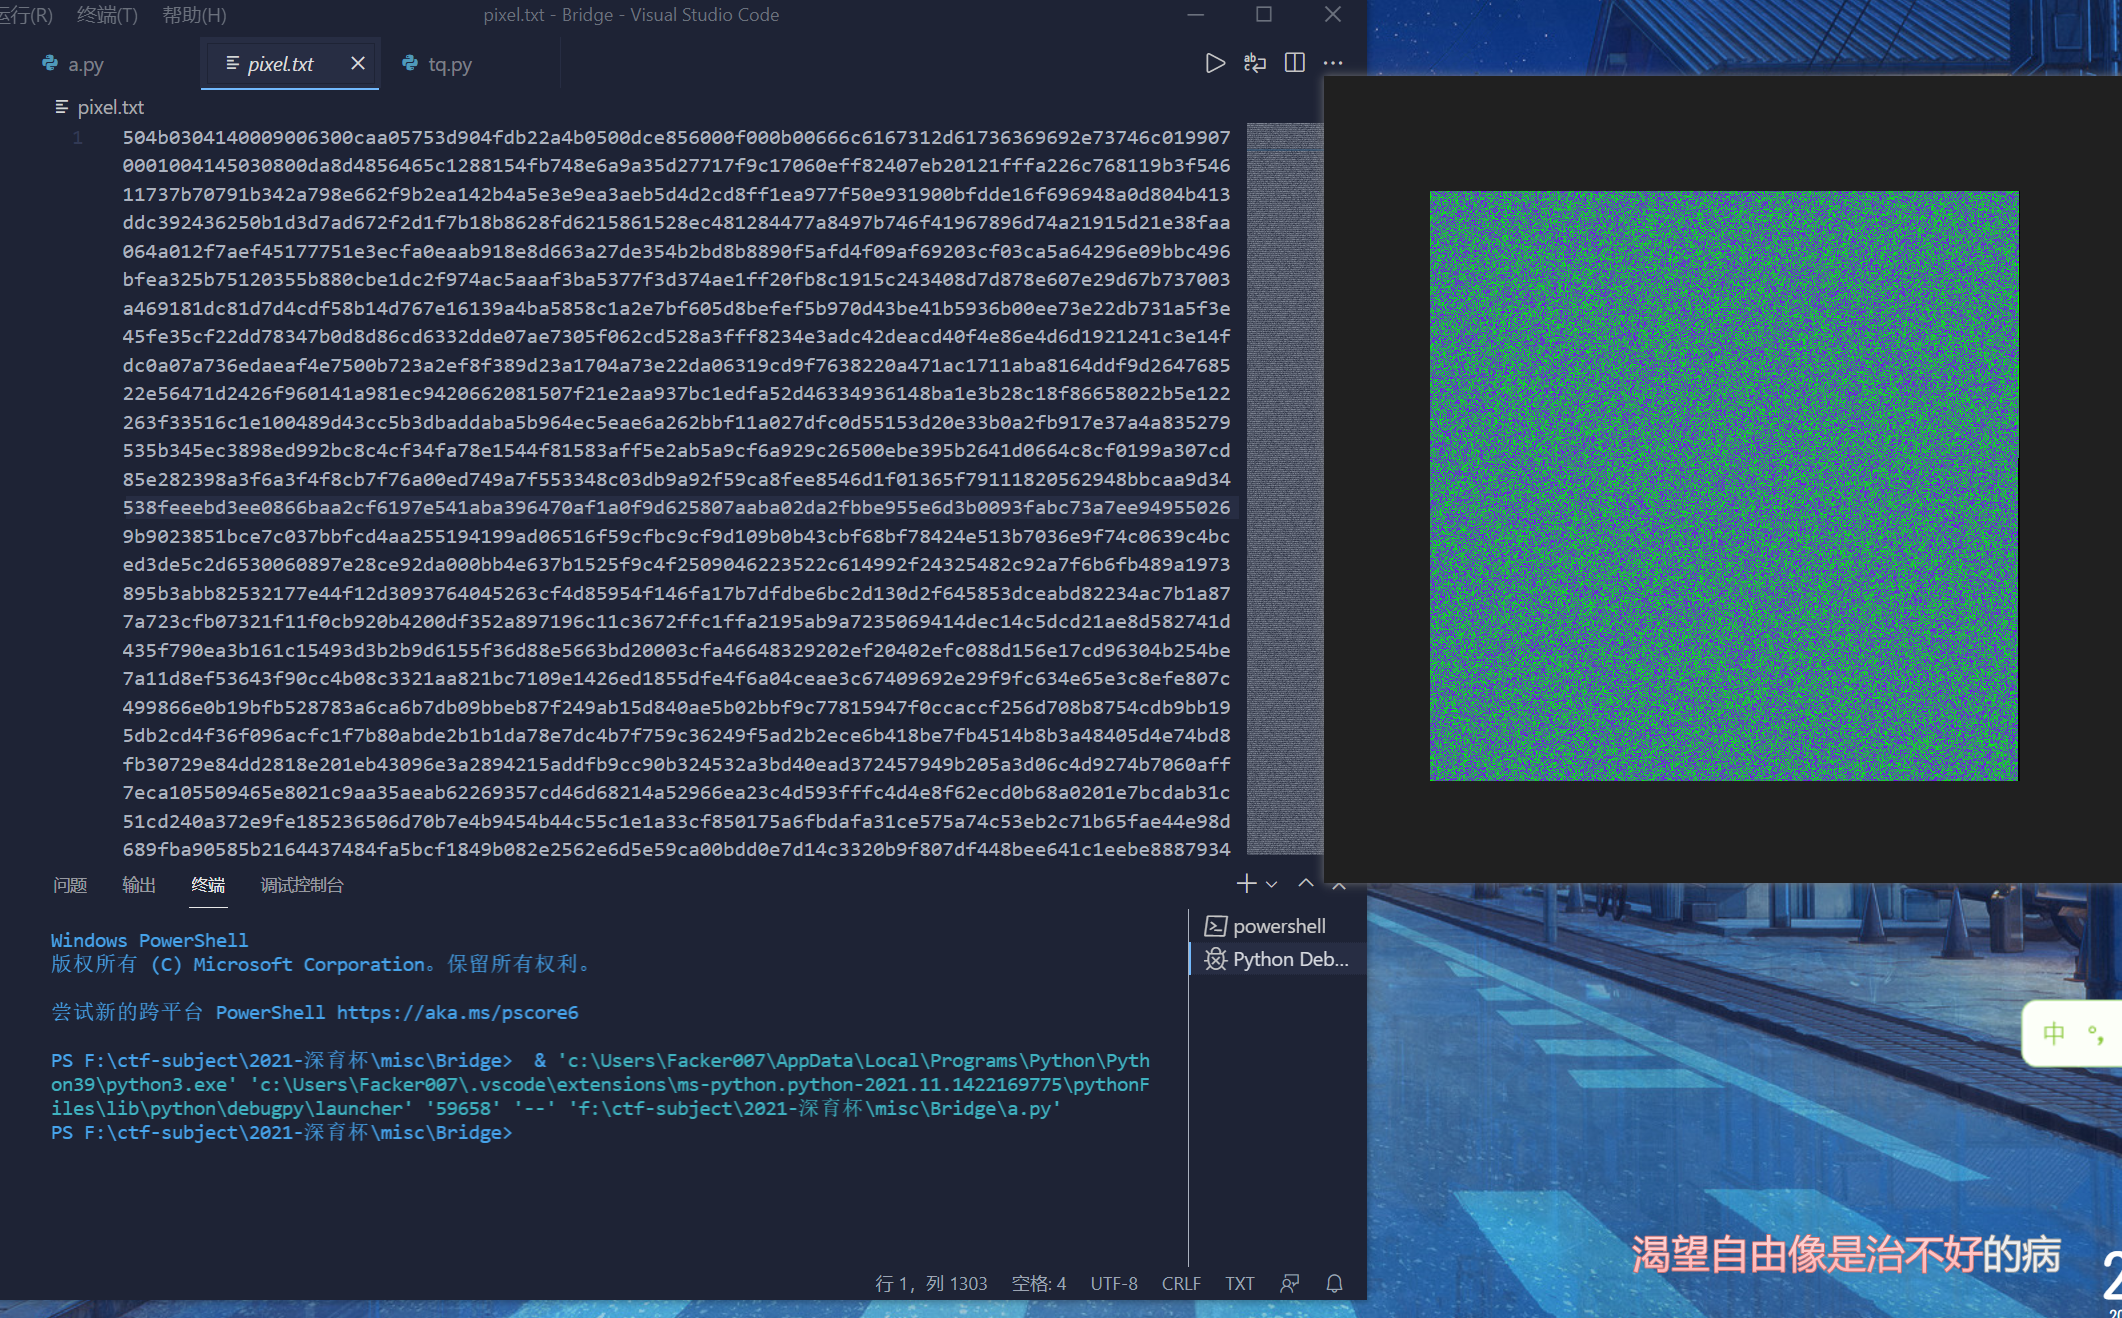 运行(R) 终端(T) 帮助(H) pixel.txt - Bridge - Visual Studio Code
a.py pixel.txt tq.py
pixel.txt
1
504b0304140009006300caa05753d904fdb22a4b0500dce856000f000b00666c6167312d61736369692e73746c019907
0001004145030800da8d4856465c1288154fb748e6a9a35d27717f9c17060eff82407eb20121fffa226c768119b3f546
11737b70791b342a798e662f9b2ea142b4a5e3e9ea3aeb5d4d2cd8ff1ea977f50e931900bfdde16f696948a0d804b413
ddc392436250b1d3d7ad672f2d1f7b18b8628fd6215861528ec481284477a8497b746f41967896d74a21915d21e38faa
064a012f7aef45177751e3ecfa0eaab918e8d663a27de354b2bd8b8890f5afd4f09af69203cf03ca5a64296e09bbc496
bfea325b75120355b880cbe1dc2f974ac5aaaf3ba5377f3d374ae1ff20fb8c1915c243408d7d878e607e29d67b737003
a469181dc81d7d4cdf58b14d767e16139a4ba5858c1a2e7bf605d8befef5b970d43be41b5936b00ee73e22db731a5f3e
45fe35cf22dd78347b0d8d86cd6332dde07ae7305f062cd528a3fff8234e3adc42deacd40f4e86e4d6d1921241c3e14f
dc0a07a736edaeaf4e7500b723a2ef8f389d23a1704a73e22da06319cd9f7638220a471ac1711aba8164ddf9d2647685
22e56471d2426f960141a981ec9420662081507f21e2aa937bc1edfa52d46334936148ba1e3b28c18f86658022b5e122
263f33516c1e100489d43cc5b3dbaddaba5b964ec5eae6a262bbf11a027dfc0d55153d20e33b0a2fb917e37a4a835279
535b345ec3898ed992bc8c4cf34fa78e1544f81583aff5e2ab5a9cf6a929c26500ebe395b2641d0664c8cf0199a307cd
85e282398a3f6a3f4f8cb7f76a00ed749a7f553348c03db9a92f59ca8fee8546d1f01365f79111820562948bbcaa9d34
538feeebd3ee0866baa2cf6197e541aba396470af1a0f9d625807aaba02da2fbbe955e6d3b0093fabc73a7ee94955026
9b9023851bce7c037bbfcd4aa255194199ad06516f59cfbc9cf9d109b0b43cbf68bf78424e513b7036e9f74c0639c4bc
ed3de5c2d6530060897e28ce92da000bb4e637b1525f9c4f2509046223522c614992f24325482c92a7f6b6fb489a1973
895b3abb82532177e44f12d3093764045263cf4d85954f146fa17b7dfdbe6bc2d130d2f645853dceabd82234ac7b1a87
7a723cfb07321f11f0cb920b4200df352a897196c11c3672ffc1ffa2195ab9a7235069414dec14c5dcd21ae8d582741d
435f790ea3b161c15493d3b2b9d6155f36d88e5663bd20003cfa46648329202ef20402efc088d156e17cd96304b254be
7a11d8ef53643f90cc4b08c3321aa821bc7109e1426ed1855dfe4f6a04ceae3c67409692e29f9fc634e65e3c8efe807c
499866e0b19bfb528783a6ca6b7db09bbeb87f249ab15d840ae5b02bbf9c77815947f0ccaccf256d708b8754cdb9bb19
5db2cd4f36f096acfc1f7b80abde2b1b1da78e7dc4b7f759c36249f5ad2b2ece6b418be7fb4514b8b3a48405d4e74bd8
fb30729e84dd2818e201eb43096e3a2894215addfb9cc90b324532a3bd40ead372457949b205a3d06c4d9274b7060aff
7eca105509465e8021c9aa35aeab62269357cd46d68214a52966ea23c4d593fffc4d4e8f62ecd0b68a0201e7bcdab31c
51cd240a372e9fe185236506d70b7e4b9454b44c55c1e1a33cf850175a6fbdafa31ce575a74c53eb2c71b65fae44e98d
689fba90585b2164437484fa5bcf1849b082e2562e6d5e59ca00bdd0e7d14c3320b9f807df448bee641c1eebe8887934
问题 输出 终端 调试控制台
powershell
Python Deb...
Windows PowerShell
版权所有 (C) Microsoft Corporation。保留所有权利。
尝试新的跨平台 PowerShell https://aka.ms/pscore6
PS F:\ctf-subject\2021-深育杯\misc\Bridge>  & 'c:\Users\Facker007\AppData\Local\Programs\Python\Pyth
on39\python3.exe' 'c:\Users\Facker007\.vscode\extensions\ms-python.python-2021.11.1422169775\pythonF
iles\lib\python\debugpy\launcher' '59658' '--' 'f:\ctf-subject\2021-深育杯\misc\Bridge\a.py'
PS F:\ctf-subject\2021-深育杯\misc\Bridge>
行 1，列 1303 空格: 4 UTF-8 CRLF TXT
中 °,
渴望自由像是治不好的病
2
20